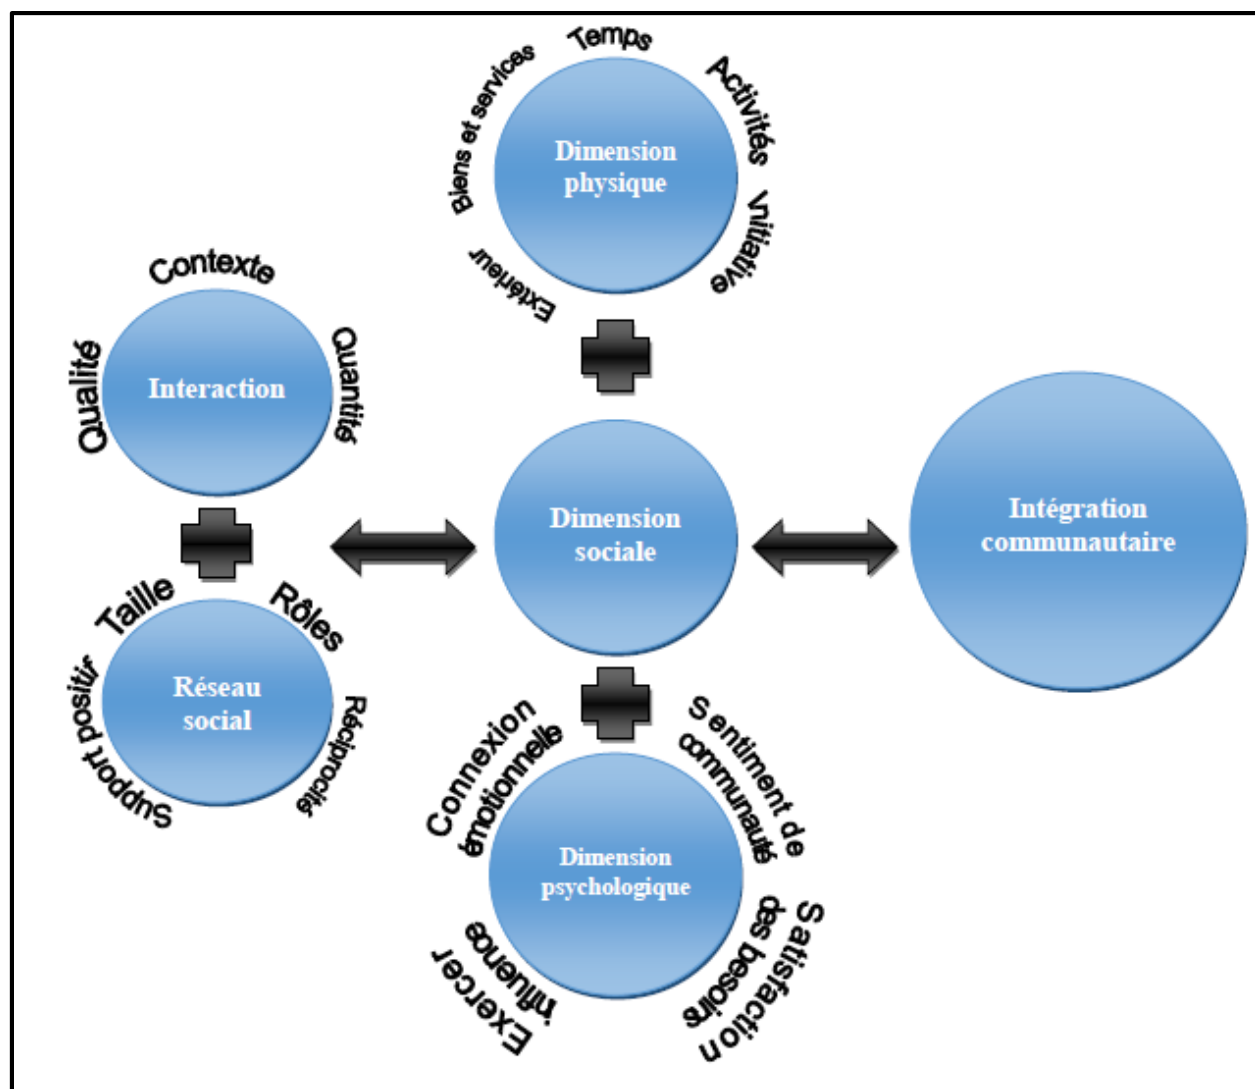 Temps
Activités
Initiative
Extérieur
Biens et services
Dimension
physique
Contexte
Quantité
Qualité
Interaction
Taille
Rôles
Réciprocité
Support positif
Réseau
social
Dimension
sociale
Intégration
communautaire
Connexion
émotionnelle
Sentiment de
communauté
Satisfaction
des besoins
Exercer
influence
Dimension
psychologique